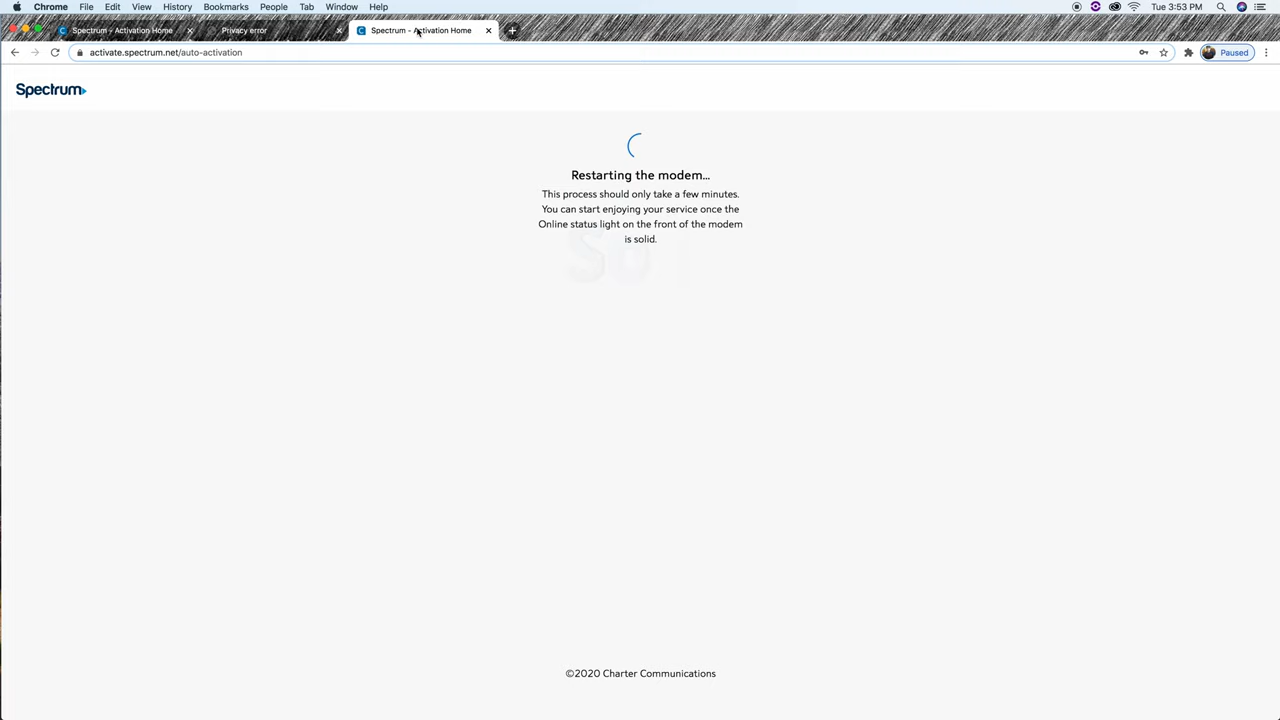 Chrome File Edit View History Bookmarks People Tab Window Help Tue 3:53 PM
Spectrum - Activation Home Privacy error Spectrum - Activation Home
activate.spectrum.net/auto-activation Paused
Spectrum
Restarting the modem...
This process should only take a few minutes.
You can start enjoying your service once the
Online status light on the front of the modem
is solid.
©2020 Charter Communications